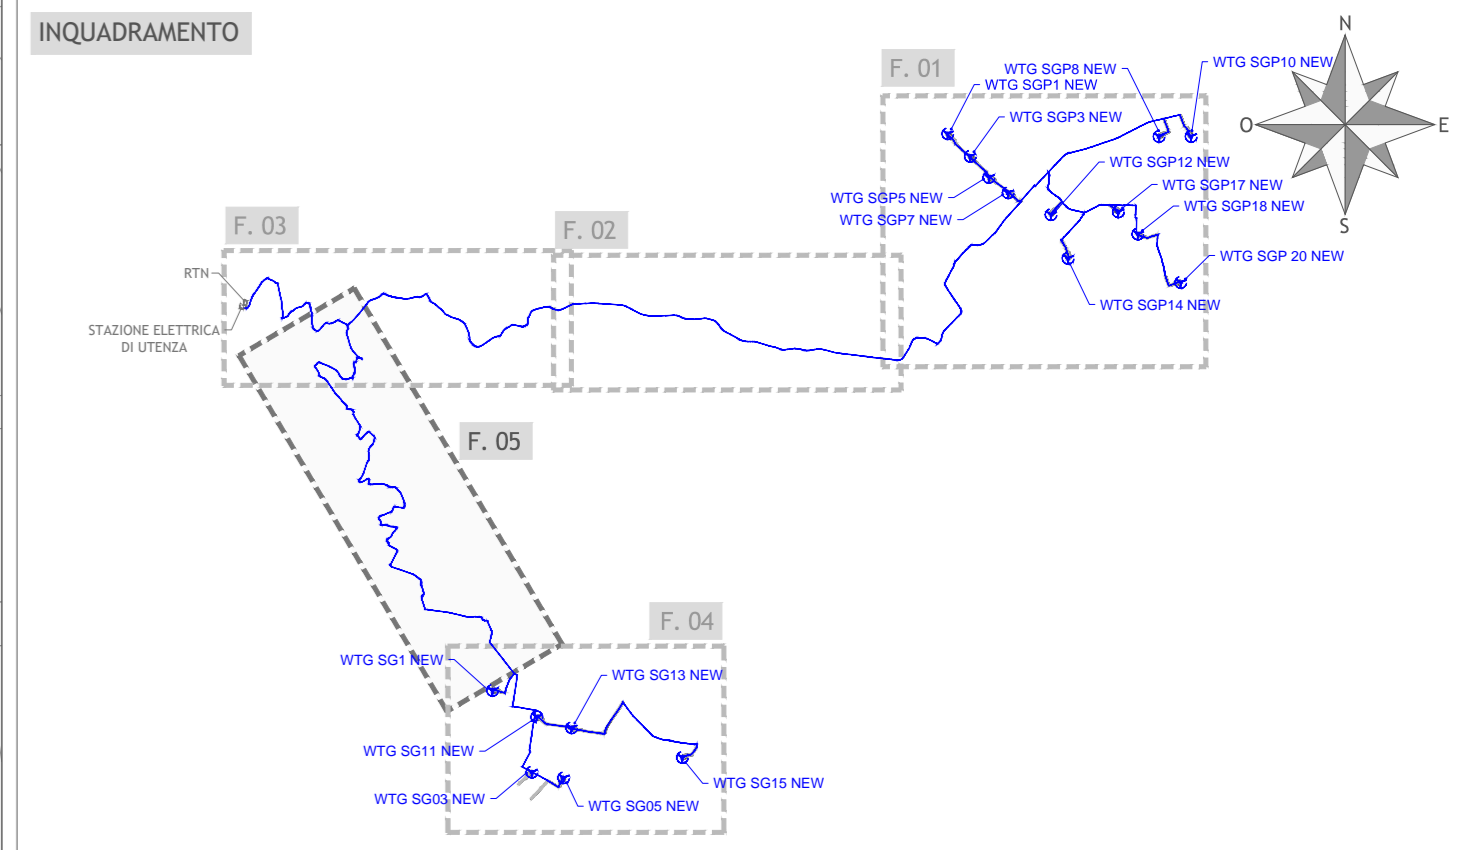 INQUADRAMENTO
N
F. 01
WTG SGP8 NEW
WTG SGP10 NEW
WTG SGP1 NEW
WTG SGP3 NEW
O
E
WTG SGP12 NEW
WTG SGP17 NEW
WTG SGP5 NEW
WTG SGP18 NEW
WTG SGP7 NEW
S
F. 03
F. 02
WTG SGP 20 NEW
RTN
WTG SGP14 NEW
STAZIONE ELETTRICA
DI UTENZA
F. 05
F. 04
WTG SG1 NEW
WTG SG13 NEW
WTG SG11 NEW
WTG SG15 NEW
WTG SG03 NEW
WTG SG05 NEW